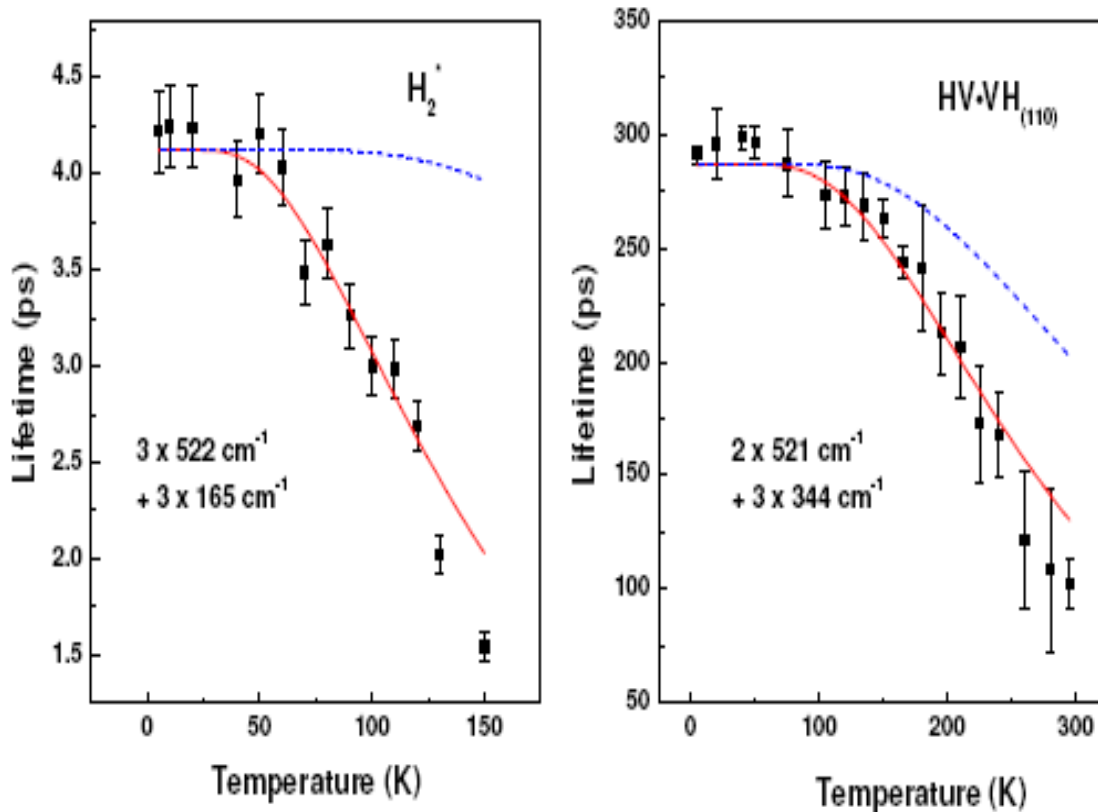 4.5
4.0
3.5
3.0
2.5
2.0
1.5
Lifetime (ps)
H2*
3 x 522 cm-1
+ 3 x 165 cm-1
0 50 100 150
Temperature (K)
350
300
250
200
150
100
50
Lifetime (ps)
HV•VH(110)
2 x 521 cm-1
+ 3 x 344 cm-1
0 100 200 300
Temperature (K)